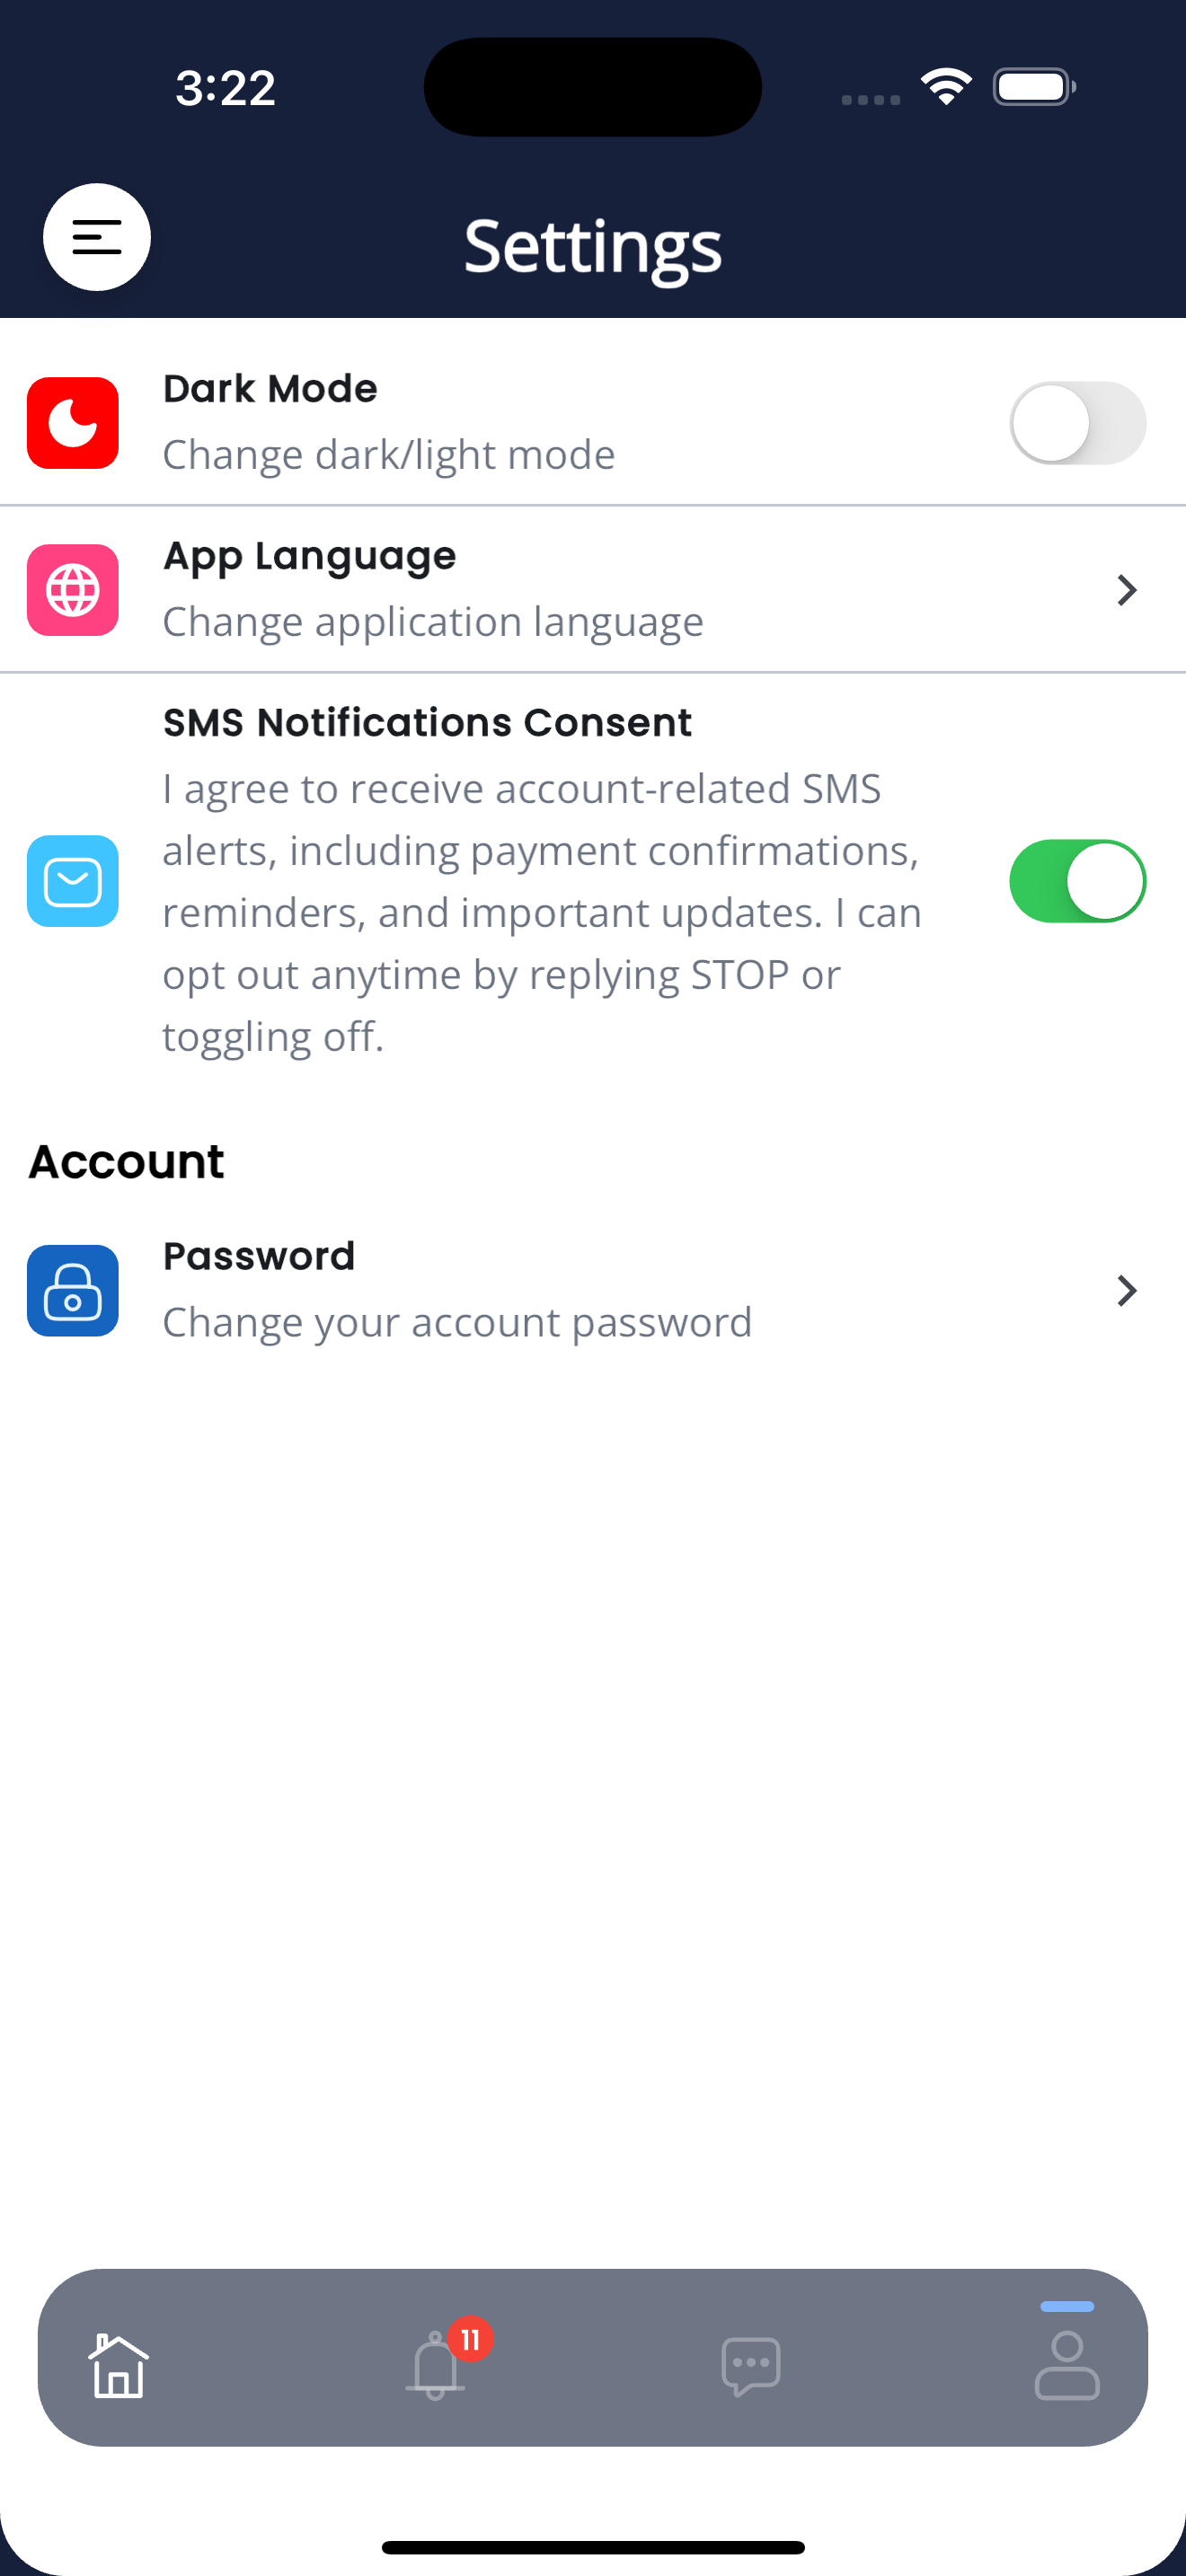 3:22
Settings
Dark Mode
Change dark/light mode
App Language
Change application language
SMS Notifications Consent
I agree to receive account-related SMS
alerts, including payment confirmations,
reminders, and important updates. I can
opt out anytime by replying STOP or
toggling off.
Account
Password
Change your account password
11